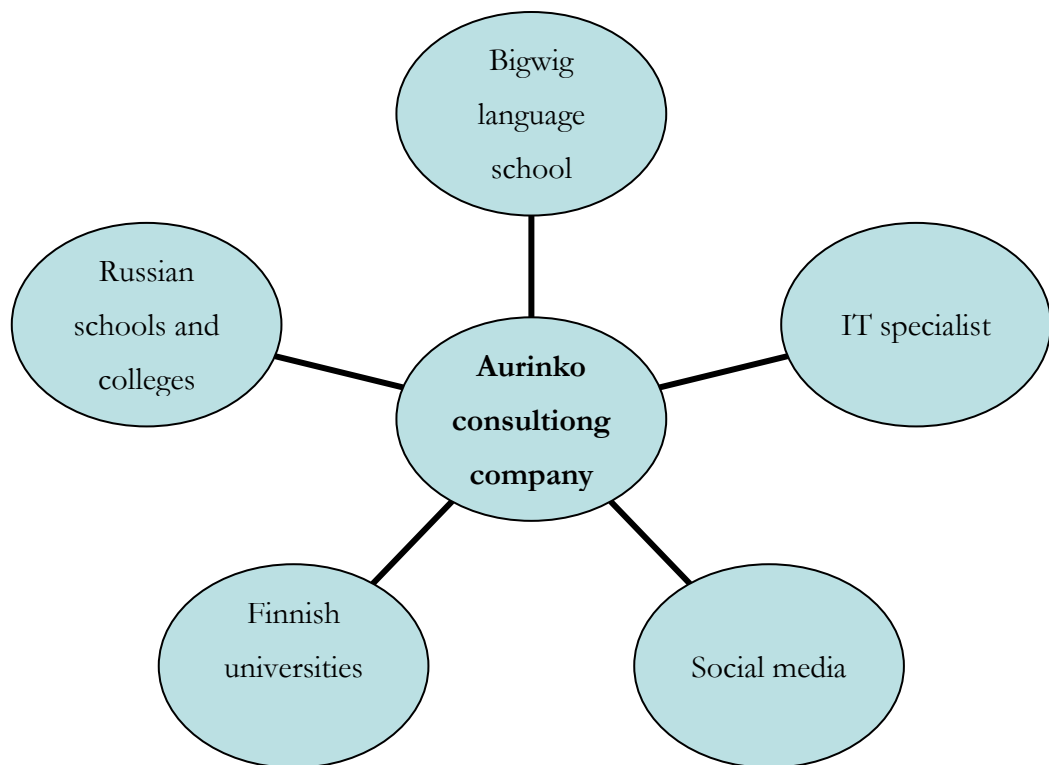 Bigwig
language
school
Russian
schools and
colleges
IT specialist
Aurinko
consultiong
company
Finnish
universities
Social media